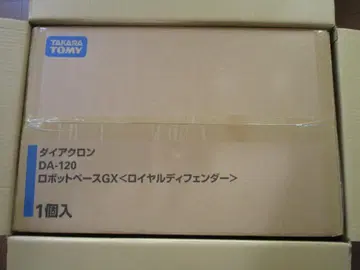 TAKARA
TOMY
ダイアクロン
DA-120
ロボットベースGX<ロイヤルディフェンダー>
1個入